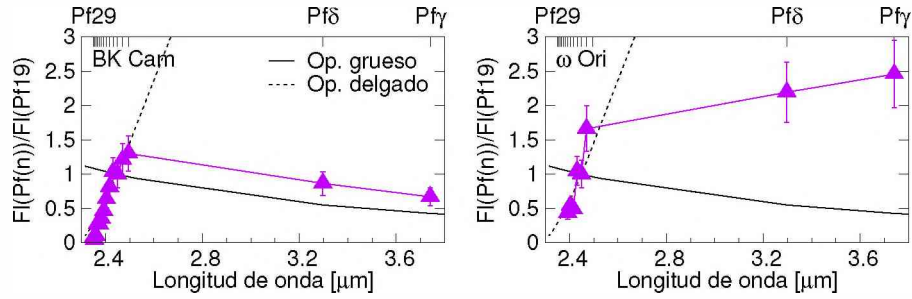 Pf29 Pfδ Pfγ
BK Cam
Op. grueso
Op. delgado
Fl(Pf(n))/Fl(Pf19)
3
2.5
2
1.5
1
0.5
0
2.4 2.8 3.2 3.6
Longitud de onda [μm]
Pf29 Pfδ Pfγ
ω Ori
Fl(Pf(n))/Fl(Pf19)
3
2.5
2
1.5
1
0.5
0
2.4 2.8 3.2 3.6
Longitud de onda [μm]